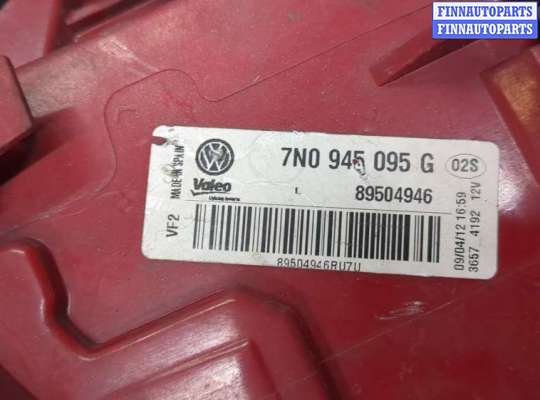 FINNAUTOPARTS
FINNAUTOPARTS
MADE IN SPAIN
VF2
7N0 945 095 G
02S
Valeo
L
89504946
89504946RU7U
09/04/12 16:59
3657 4192 12V